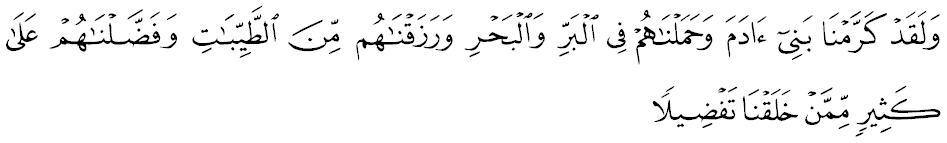 وَلَقَدْ كَرَّمْنَا بَنِىٓ ءَادَمَ وَحَمَلْنَـٰهُمْ فِى ٱلْبَرِّ وَٱلْبَحْرِ وَرَزَقْنَـٰهُم مِّنَ ٱلطَّيِّبَـٰتِ وَفَضَّلْنَـٰهُمْ عَلَىٰ
كَثِيرٍ مِّمَّنْ خَلَقْنَا تَفْضِيلًا